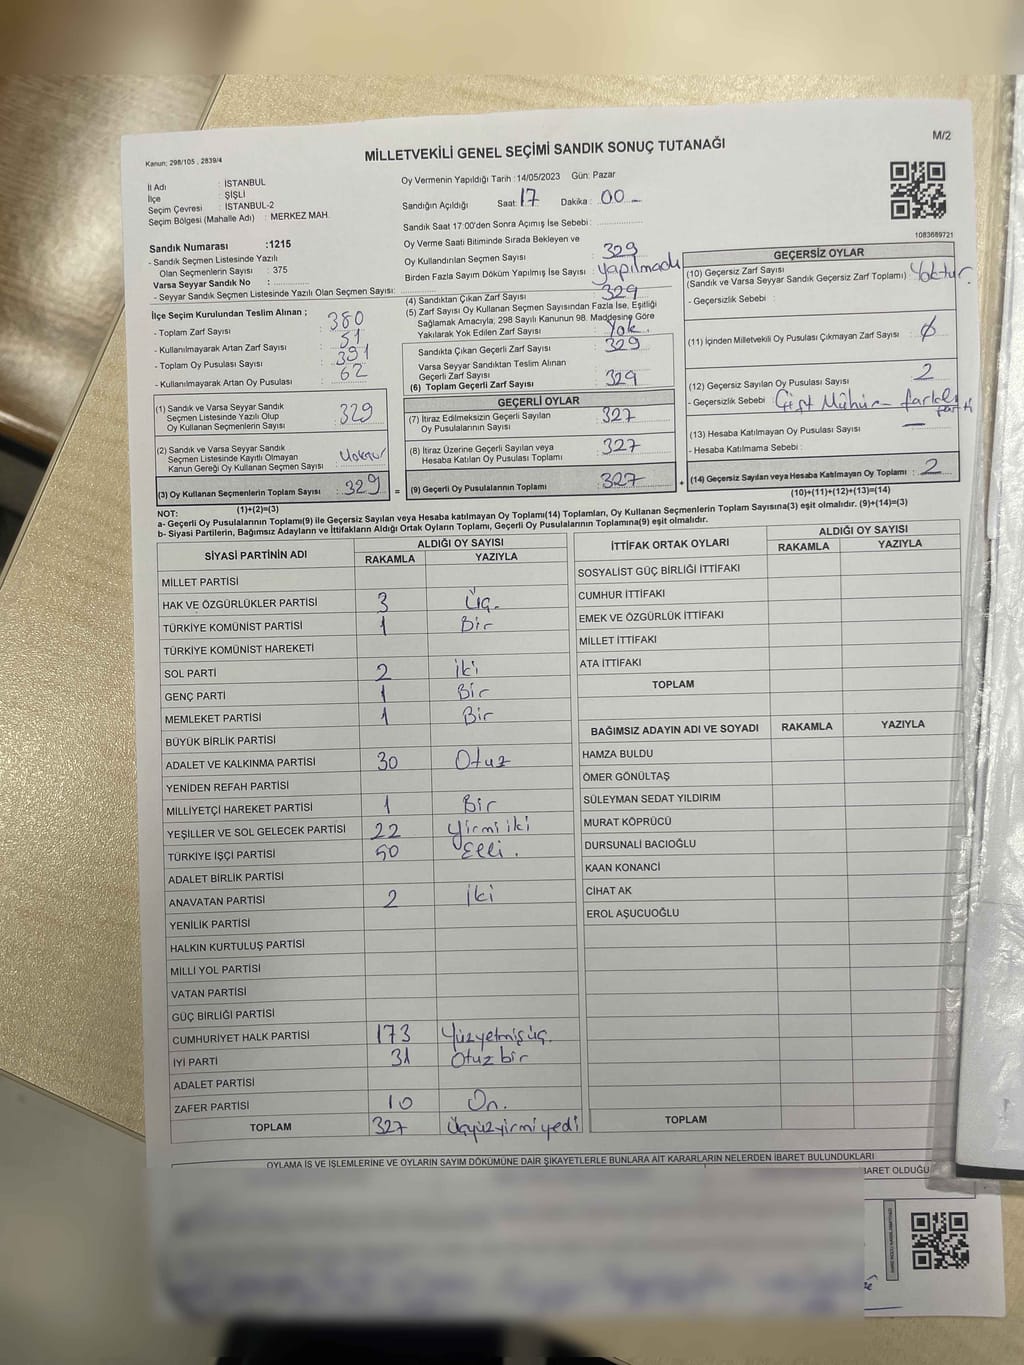 Kanun: 298/105 , 2839/4
MİLLETVEKİLİ GENEL SEÇİMİ SANDIK SONUÇ TUTANAĞI
M/2
İl Adı : İSTANBUL
İlçe : ŞİŞLİ
Seçim Çevresi : İSTANBUL-2
Seçim Bölgesi (Mahalle Adı) : MERKEZ MAH.
Sandık Numarası :1215
- Sandık Seçmen Listesinde Yazılı
Olan Seçmenlerin Sayısı : 375
Varsa Seyyar Sandık No :
- Seyyar Sandık Seçmen Listesinde Yazılı Olan Seçmen Sayısı:
İlçe Seçim Kurulundan Teslim Alınan ;
- Toplam Zarf Sayısı : 380
- Kullanılmayarak Artan Zarf Sayısı : 51
- Toplam Oy Pusulası Sayısı : 391
- Kullanılmayarak Artan Oy Pusulası : 62
(1) Sandık ve Varsa Seyyar Sandık
Seçmen Listesinde Yazılı Olup
Oy Kullanan Seçmenlerin Sayısı : 329
(2) Sandık ve Varsa Seyyar Sandık
Seçmen Listesinde Kayıtlı Olmayan
Kanun Gereği Oy Kullanan Seçmen Sayısı : Yoktur
(3) Oy Kullanan Seçmenlerin Toplam Sayısı : 329
(1)+(2)=(3)
Oy Vermenin Yapıldığı Tarih :14/05/2023 Gün: Pazar
Sandığın Açıldığı Saat: 17 Dakika: 00
Sandık Saat 17:00'den Sonra Açımış İse Sebebi :
Oy Verme Saati Bitiminde Sırada Bekleyen ve
Oy Kullandırılan Seçmen Sayısı : 329
Birden Fazla Sayım Döküm Yapılmış İse Sayısı : yapılmadı
(4) Sandıktan Çıkan Zarf Sayısı : 329
(5) Zarf Sayısı Oy Kullanan Seçmen Sayısından Fazla İse, Eşitliği
Sağlamak Amacıyla, 298 Sayılı Kanunun 98. Maddesine Göre
Yakılarak Yok Edilen Zarf Sayısı : Yok.
Sandıkta Çıkan Geçerli Zarf Sayısı : 329
Varsa Seyyar Sandıktan Teslim Alınan
Geçerli Zarf Sayısı :
(6) Toplam Geçerli Zarf Sayısı : 329
GEÇERLİ OYLAR
(7) İtiraz Edilmeksizin Geçerli Sayılan
Oy Pusulalarının Sayısı : 327
(8) İtiraz Üzerine Geçerli Sayılan veya
Hesaba Katılan Oy Pusulası Toplamı : 327
= (9) Geçerli Oy Pusulalarının Toplamı : 327 +
1083689721
GEÇERSİZ OYLAR
(10) Geçersiz Zarf Sayısı
(Sandık ve Varsa Seyyar Sandık Geçersiz Zarf Toplamı) : Yoktur.
- Geçersizlik Sebebi :
(11) İçinden Milletvekili Oy Pusulası Çıkmayan Zarf Sayısı : Ø
(12) Geçersiz Sayılan Oy Pusulası Sayısı : 2
- Geçersizlik Sebebi : Çift Mühür - farklı parti
(13) Hesaba Katılmayan Oy Pusulası Sayısı : —
- Hesaba Katılmama Sebebi :
(14) Geçersiz Sayılan veya Hesaba Katılmayan Oy Toplamı : 2
(10)+(11)+(12)+(13)=(14)
NOT:
a- Geçerli Oy Pusulalarının Toplamı(9) ile Geçersiz Sayılan veya Hesaba katılmayan Oy Toplamı(14) Toplamları, Oy Kullanan Seçmenlerin Toplam Sayısına(3) eşit olmalıdır. (9)+(14)=(3)
b- Siyasi Partilerin, Bağımsız Adayların ve İttifakların Aldığı Ortak Oyların Toplamı, Geçerli Oy Pusulalarının Toplamına(9) eşit olmalıdır.
SİYASİ PARTİNİN ADI ALDIĞI OY SAYISI
RAKAMLA YAZIYLA
MİLLET PARTİSİ
HAK VE ÖZGÜRLÜKLER PARTİSİ 3 Üç.
TÜRKİYE KOMÜNİST PARTİSİ 1 Bir
TÜRKİYE KOMÜNİST HAREKETİ
SOL PARTİ 2 iki
GENÇ PARTİ 1 Bir
MEMLEKET PARTİSİ 1 Bir
BÜYÜK BİRLİK PARTİSİ
ADALET VE KALKINMA PARTİSİ 30 Otuz
YENİDEN REFAH PARTİSİ
MİLLİYETÇİ HAREKET PARTİSİ 1 Bir
YEŞİLLER VE SOL GELECEK PARTİSİ 22 Yirmi iki
TÜRKİYE İŞÇİ PARTİSİ 50 Elli.
ADALET BİRLİK PARTİSİ
ANAVATAN PARTİSİ 2 İki
YENİLİK PARTİSİ
HALKIN KURTULUŞ PARTİSİ
MİLLİ YOL PARTİSİ
VATAN PARTİSİ
GÜÇ BİRLİĞİ PARTİSİ
CUMHURİYET HALK PARTİSİ 173 Yüzyetmişüç.
İYİ PARTİ 31 Otuz bir
ADALET PARTİSİ
ZAFER PARTİSİ 10 On.
TOPLAM 327 Üçyüzyirmiyedi
İTTİFAK ORTAK OYLARI ALDIĞI OY SAYISI
RAKAMLA YAZIYLA
SOSYALİST GÜÇ BİRLİĞİ İTTİFAKI
CUMHUR İTTİFAKI
EMEK VE ÖZGÜRLÜK İTTİFAKI
MİLLET İTTİFAKI
ATA İTTİFAKI
TOPLAM
BAĞIMSIZ ADAYIN ADI VE SOYADI RAKAMLA YAZIYLA
HAMZA BULDU
ÖMER GÖNÜLTAŞ
SÜLEYMAN SEDAT YILDIRIM
MURAT KÖPRÜCÜ
DURSUNALİ BACIOĞLU
KAAN KONANCİ
CİHAT AK
EROL AŞUCUOĞLU
TOPLAM
OYLAMA İŞ VE İŞLEMLERİNE VE OYLARIN SAYIM DÖKÜMÜNE DAİR ŞİKAYETLERLE BUNLARA AİT KARARLARIN NELERDEN İBARET BULUNDUKLARI
İBARET OLDUĞU